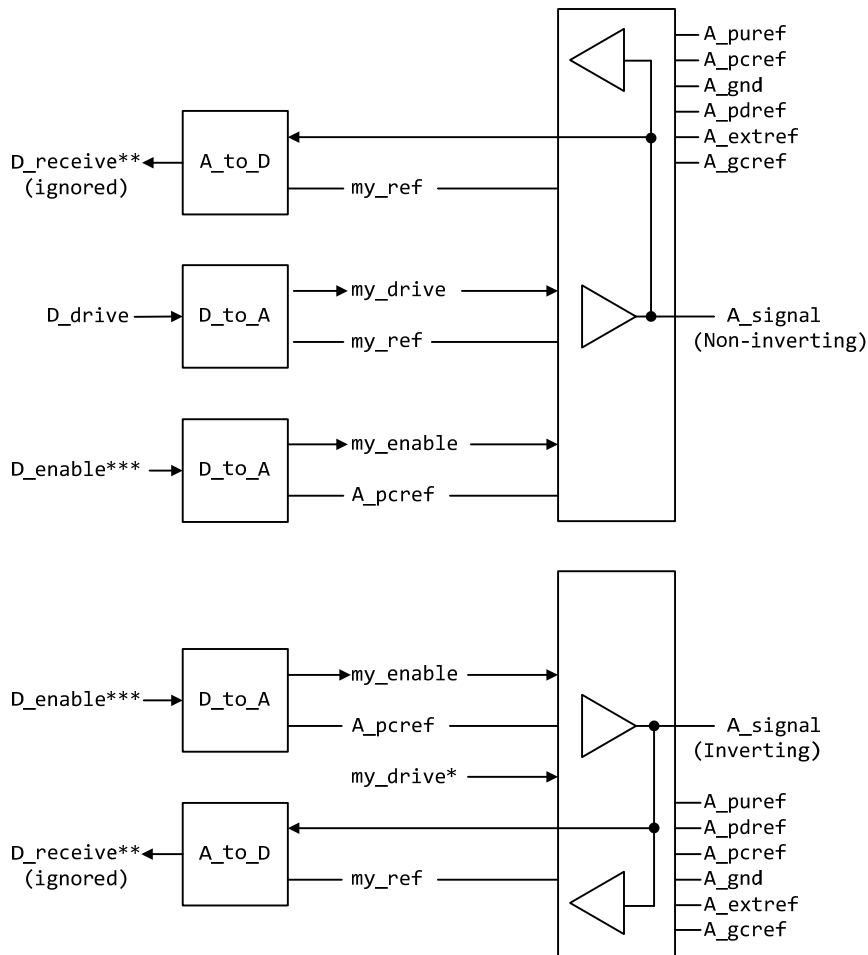 A_puref
A_pcref
A_gnd
A_pdref
A_extref
A_gcref
D_receive**
(ignored)
A_to_D
my_ref
D_drive
D_to_A
my_drive
my_ref
A_signal
(Non-inverting)
D_enable***
D_to_A
my_enable
A_pcref
D_enable***
D_to_A
my_enable
A_pcref
A_signal
(Inverting)
my_drive*
D_receive**
(ignored)
A_to_D
my_ref
A_puref
A_pdref
A_pcref
A_gnd
A_extref
A_gcref